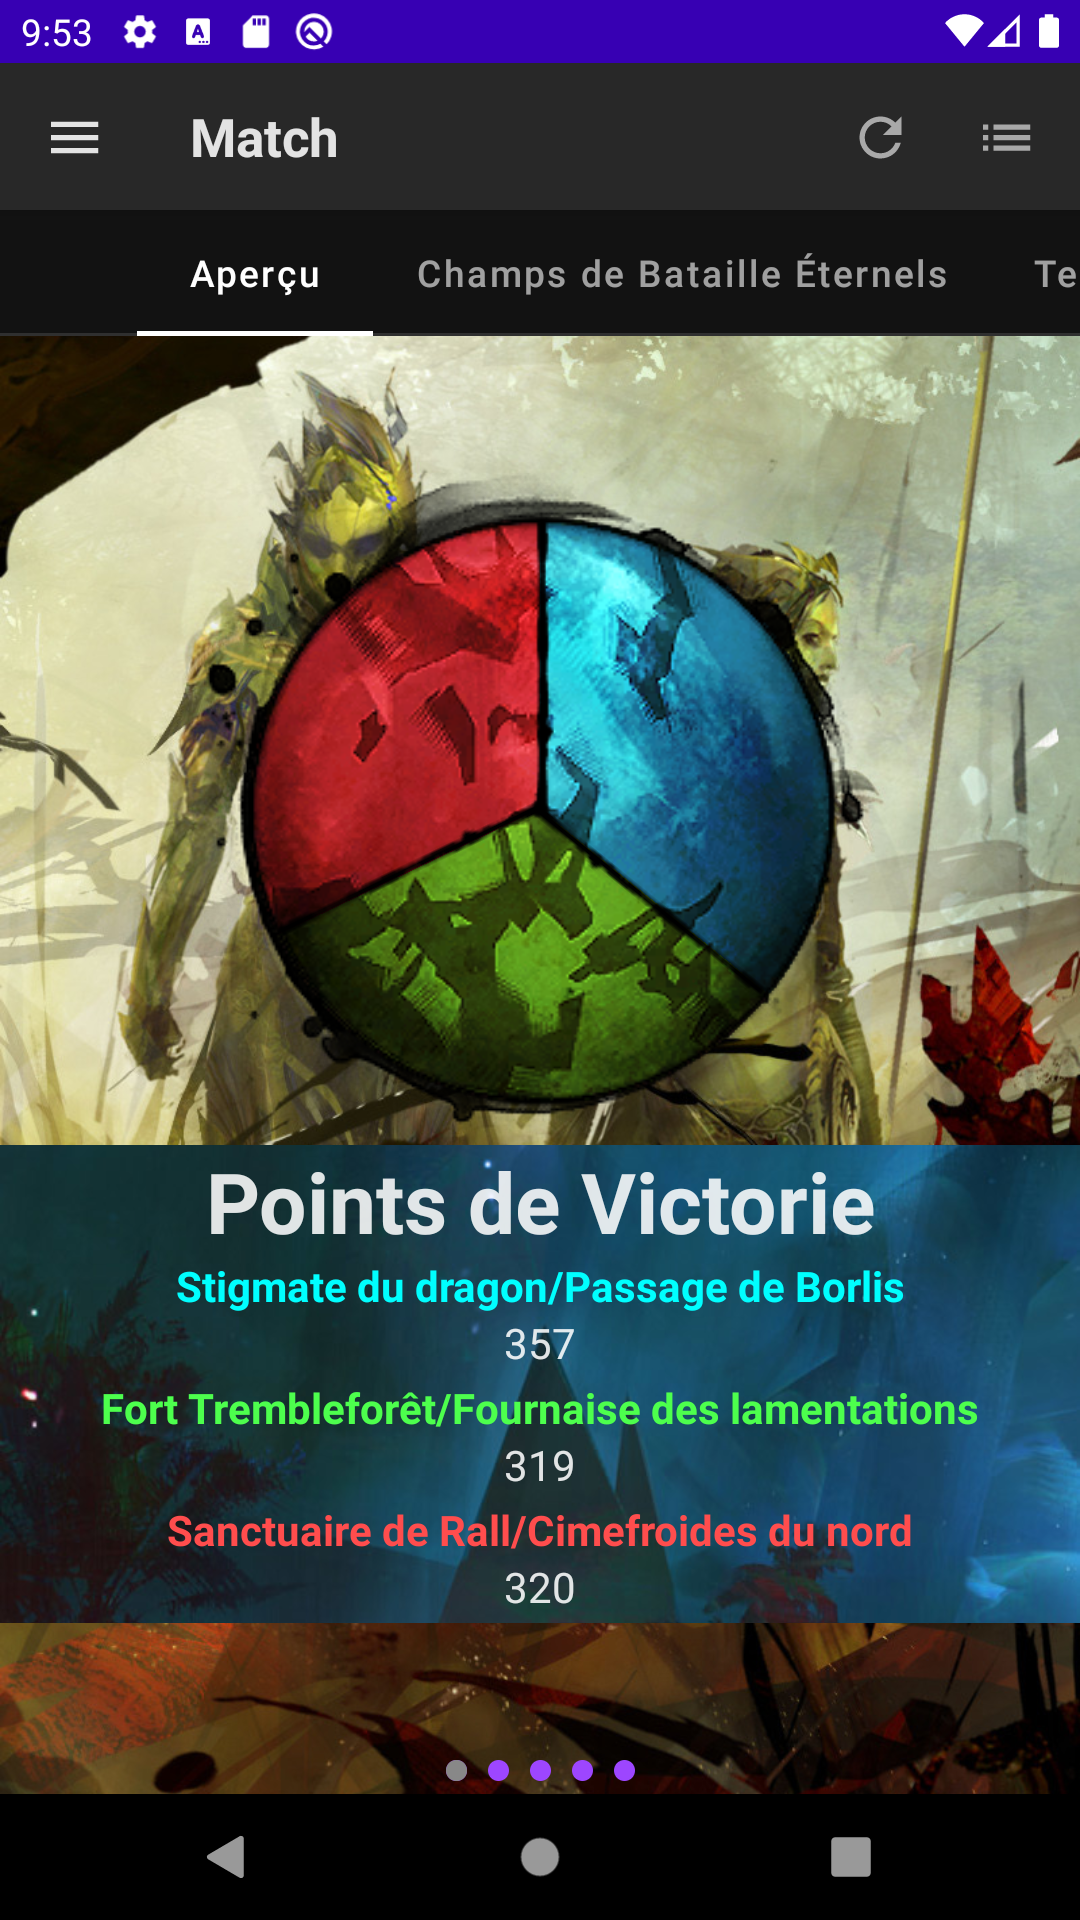 9:53
Match
Aperçu
Champs de Bataille Éternels
Te
Points de Victorie
Stigmate du dragon/Passage de Borlis
357
Fort Trembleforêt/Fournaise des lamentations
319
Sanctuaire de Rall/Cimefroides du nord
320